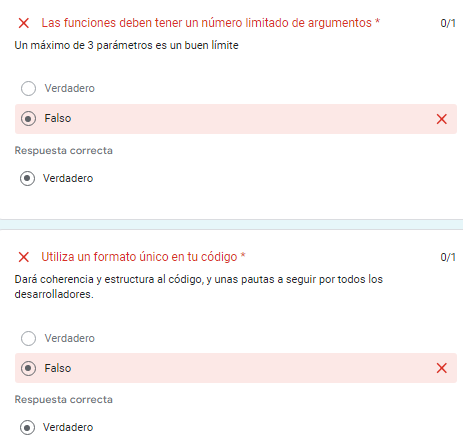 Las funciones deben tener un número limitado de argumentos *
0/1
Un máximo de 3 parámetros es un buen límite
Verdadero
Falso
Respuesta correcta
Verdadero
Utiliza un formato único en tu código *
0/1
Dará coherencia y estructura al código, y unas pautas a seguir por todos los
desarrolladores.
Verdadero
Falso
Respuesta correcta
Verdadero